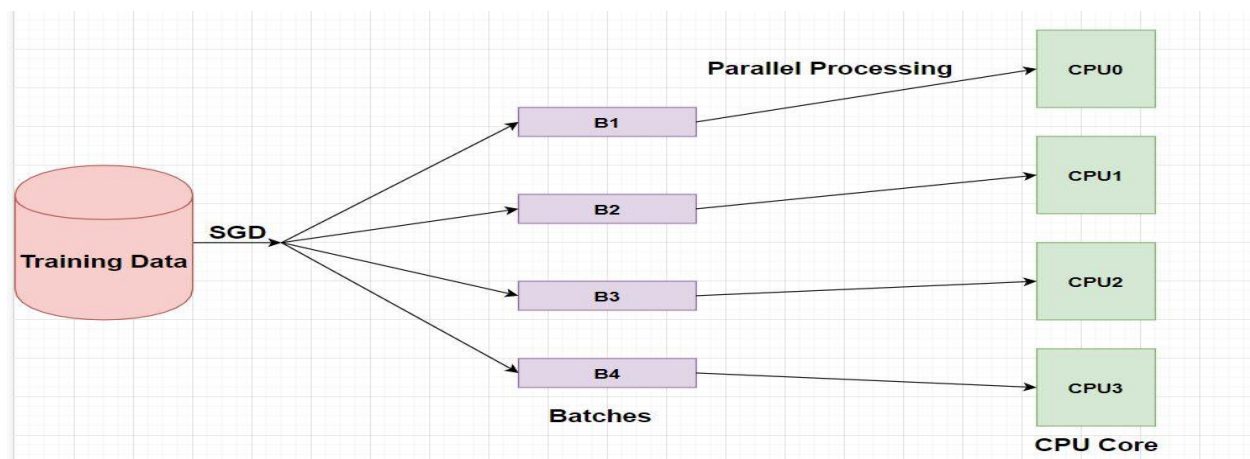 Training Data
SGD
B1
B2
B3
B4
Batches
Parallel Processing
CPU0
CPU1
CPU2
CPU3
CPU Core